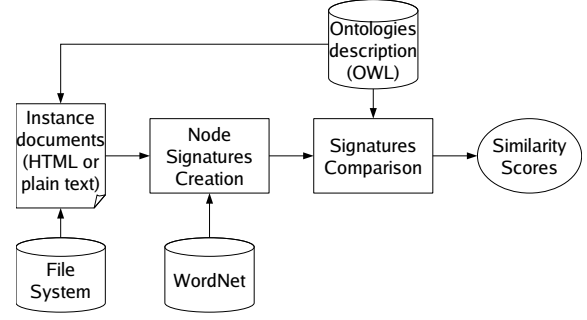 Ontologies
description
(OWL)
Instance
documents
(HTML or
plain text)
Node
Signatures
Creation
Signatures
Comparison
Similarity
Scores
File
System
WordNet